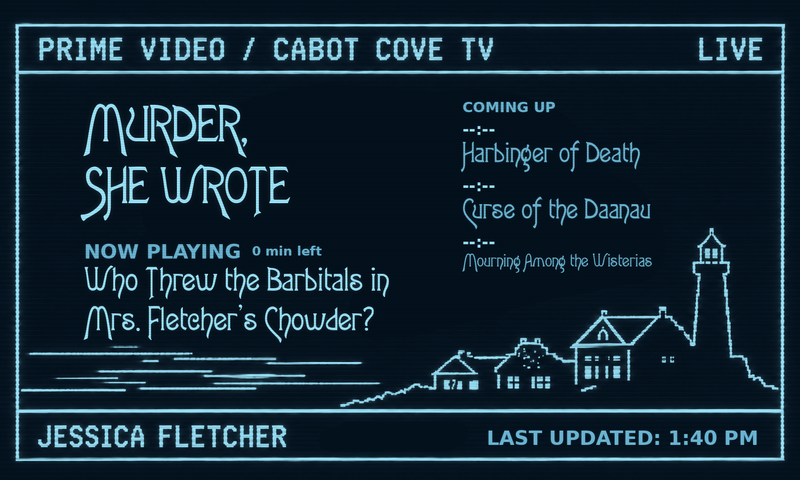 PRIME VIDEO / CABOT COVE TV
LIVE
MURDER,
SHE WROTE
NOW PLAYING 0 min left
Who Threw the Barbitals in
Mrs. Fletcher's Chowder?
COMING UP
--:--
Harbinger of Death
--:--
Curse of the Daanau
--:--
Mourning Among the Wisterias
JESSICA FLETCHER
LAST UPDATED: 1:40 PM